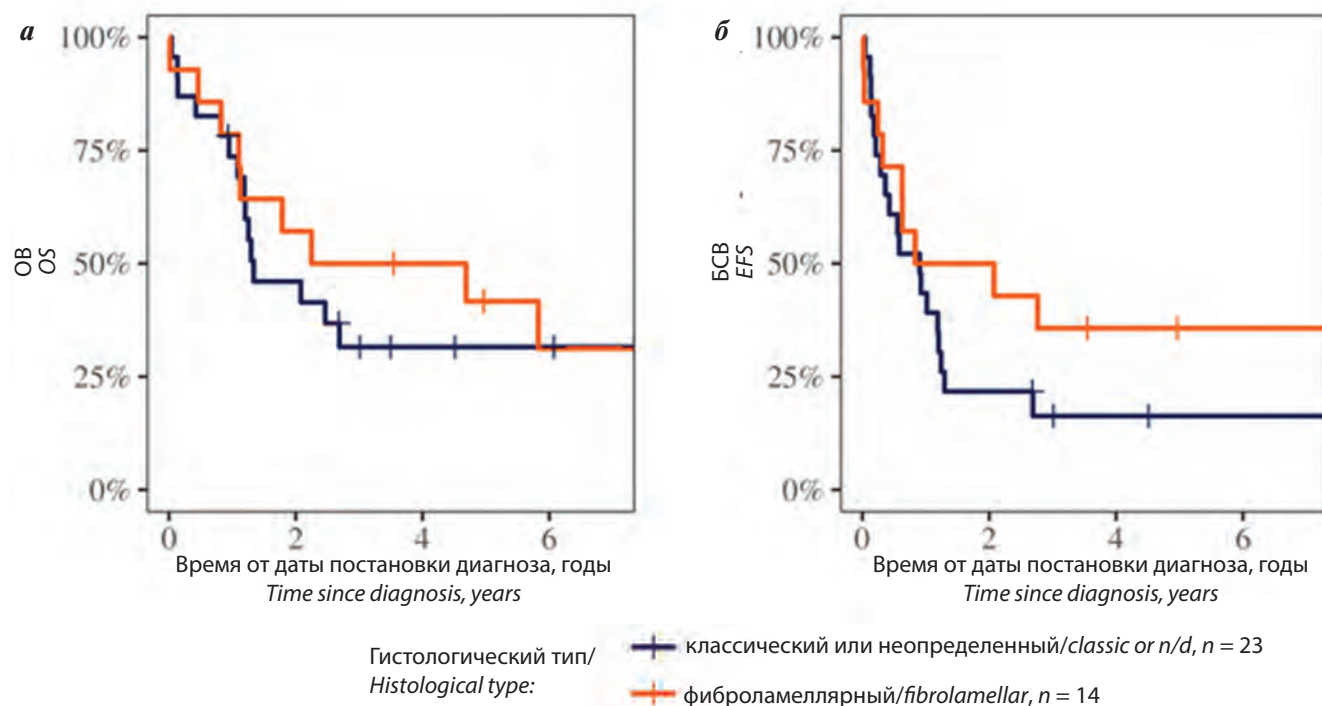 а
100%
75%
50%
25%
0%
ОВ
OS
0 2 4 6
Время от даты постановки диагноза, годы
Time since diagnosis, years
б
100%
75%
50%
25%
0%
БСВ
EFS
0 2 4 6
Время от даты постановки диагноза, годы
Time since diagnosis, years
Гистологический тип/
Histological type:
классический или неопределенный/classic or n/d, n = 23
фиброламеллярный/fibrolamellar, n = 14